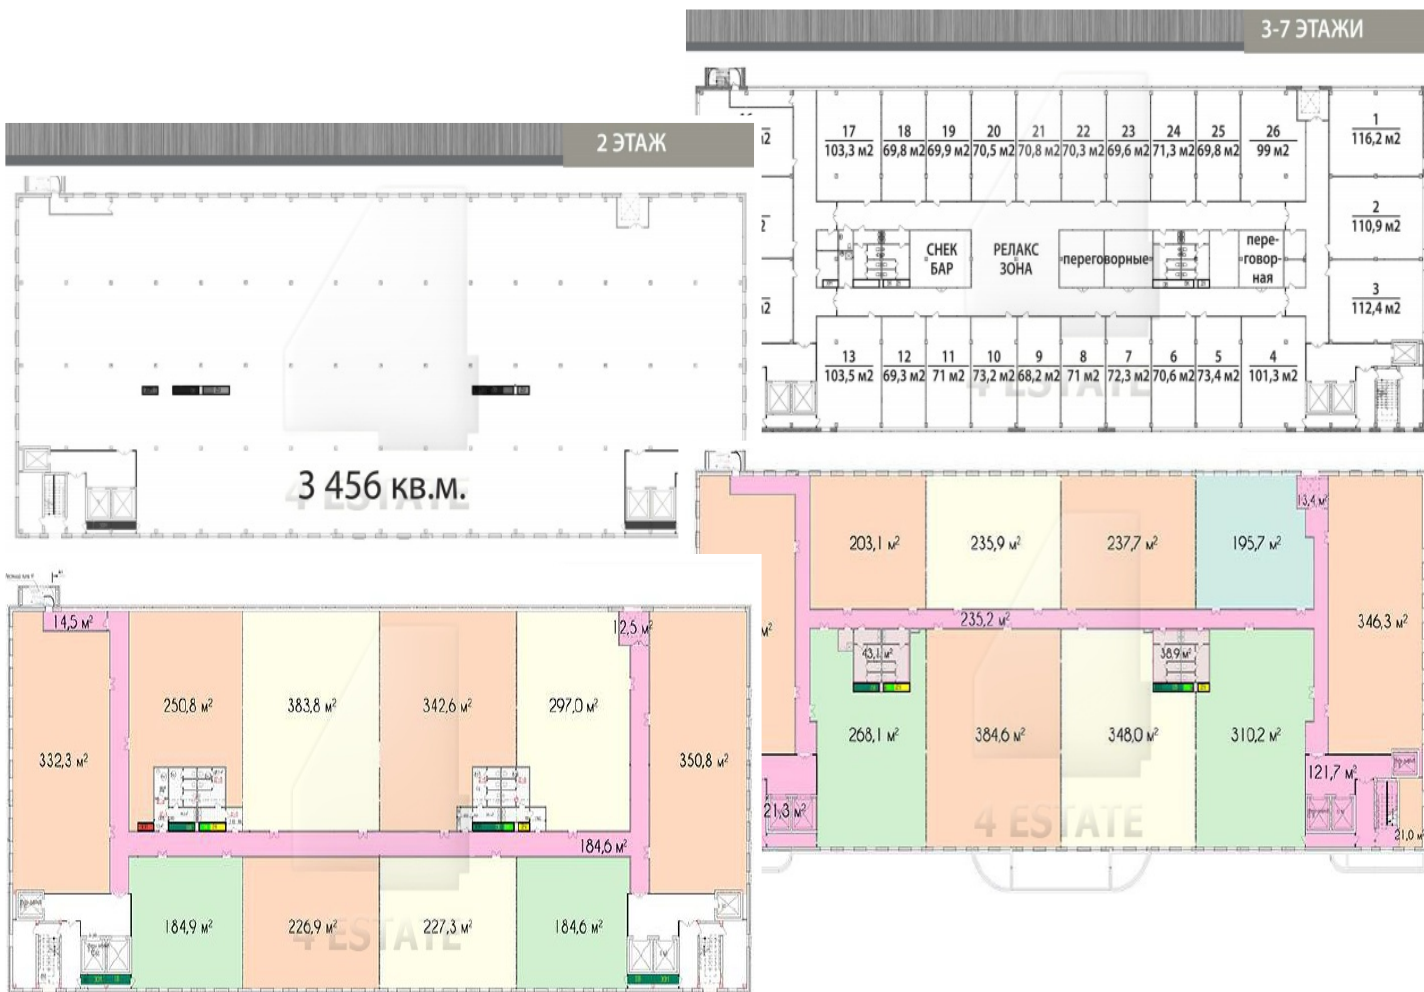 3-7 ЭТАЖИ
17 18 19 20 21 22 23 24 25 26
103,3 м2 69,8 м2 69,9 м2 70,5 м2 70,8 м2 70,3 м2 69,6 м2 71,3 м2 69,8 м2 99 м2
1
116,2 м2
2
110,9 м2
3
112,4 м2
СНЕК
БАР
РЕЛАКС
ЗОНА
переговорные
пере-
говор-
ная
13 12 11 10 9 8 7 6 5 4
103,5 м2 69,3 м2 71 м2 73,2 м2 68,2 м2 71 м2 72,3 м2 70,6 м2 73,4 м2 101,3 м2
4 ESTATE
2 ЭТАЖ
3 456 кв.м.
4 ESTATE
13,4 м²
203,1 м² 235,9 м² 237,7 м² 195,7 м²
235,2 м²
346,3 м²
43,1 м² 38,9 м²
268,1 м² 384,6 м² 348,0 м² 310,2 м²
21,3 м² 121,7 м²
21,0 м
4 ESTATE
14,5 м² 12,5 м²
250,8 м² 383,8 м² 342,6 м² 297,0 м²
332,3 м² 350,8 м²
184,6 м²
184,9 м² 226,9 м² 227,3 м² 184,6 м²
4 ESTATE